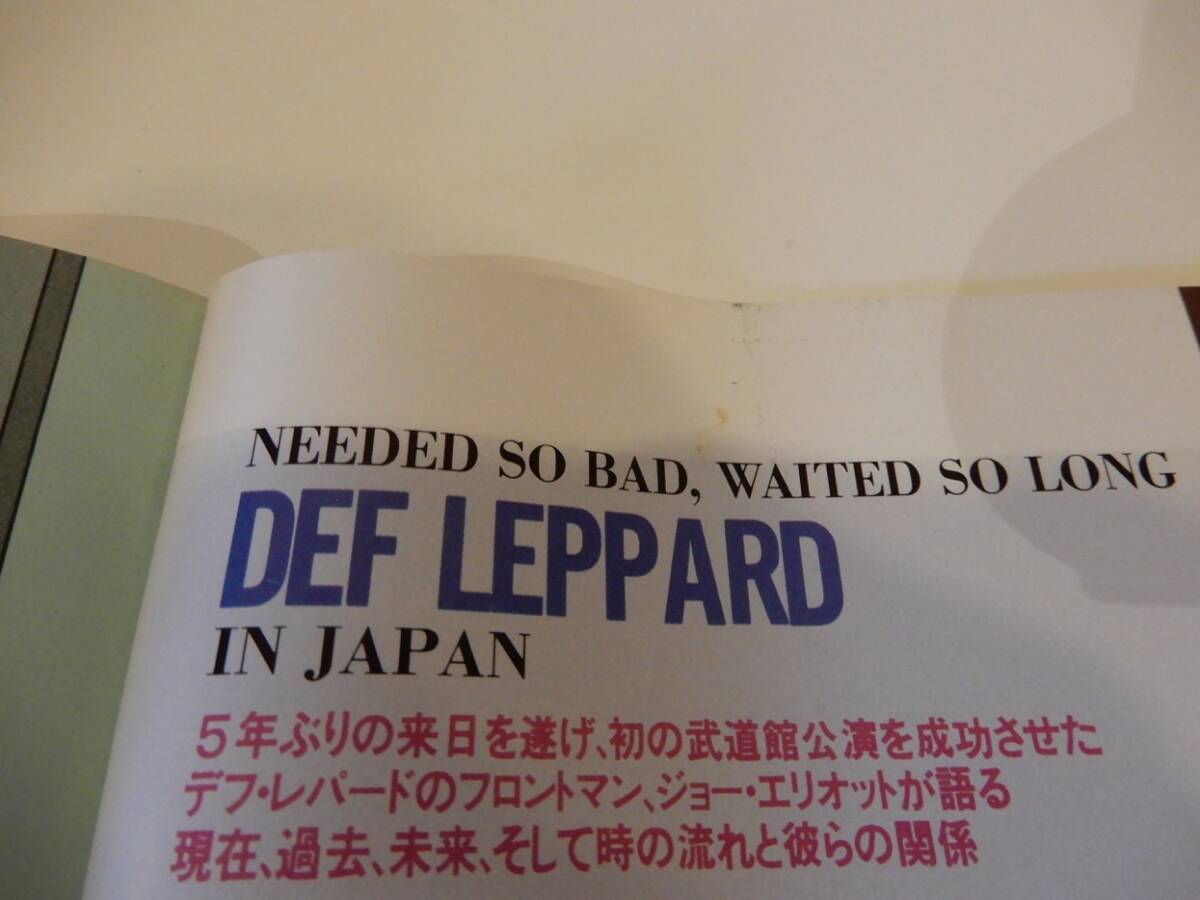 NEEDED SO BAD, WAITED SO LONG
DEF LEPPARD
IN JAPAN
5年ぶりの来日を遂げ、初の武道館公演を成功させた
デフ・レパードのフロントマン、ジョー・エリオットが語る
現在、過去、未来、そして時の流れと彼らの関係